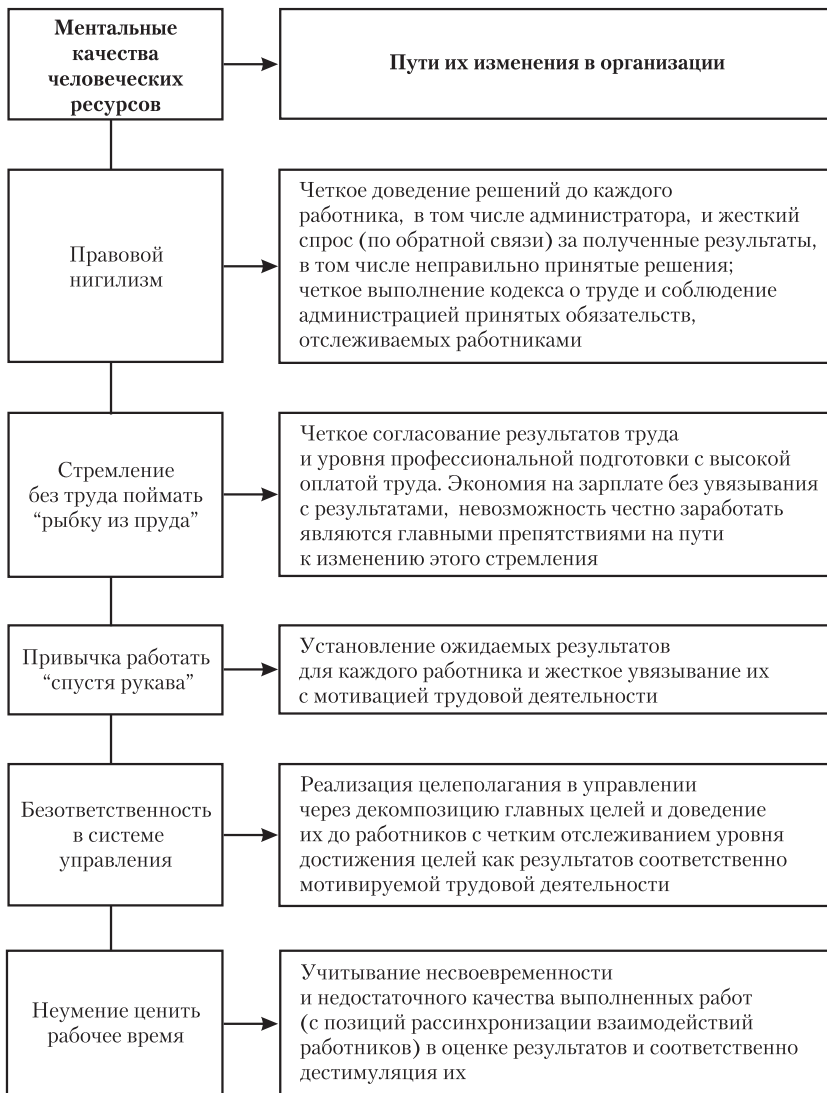 Ментальные
качества
человеческих
ресурсов
Пути их изменения в организации
Правовой
нигилизм
Четкое доведение решений до каждого
работника, в том числе администратора, и жесткий
спрос (по обратной связи) за полученные результаты,
в том числе неправильно принятые решения;
четкое выполнение кодекса о труде и соблюдение
администрацией принятых обязательств,
отслеживаемых работниками
Стремление
без труда поймать
“рыбку из пруда”
Четкое согласование результатов труда
и уровня профессиональной подготовки с высокой
оплатой труда. Экономия на зарплате без увязывания
с результатами, невозможность честно заработать
являются главными препятствиями на пути
к изменению этого стремления
Привычка работать
“спустя рукава”
Установление ожидаемых результатов
для каждого работника и жесткое увязывание их
с мотивацией трудовой деятельности
Безответственность
в системе
управления
Реализация целеполагания в управлении
через декомпозицию главных целей и доведение
их до работников с четким отслеживанием уровня
достижения целей как результатов соответственно
мотивируемой трудовой деятельности
Неумение ценить
рабочее время
Учитывание несвоевременности
и недостаточного качества выполненных работ
(с позиций рассинхронизации взаимодействий
работников) в оценке результатов и соответственно
дестимуляция их